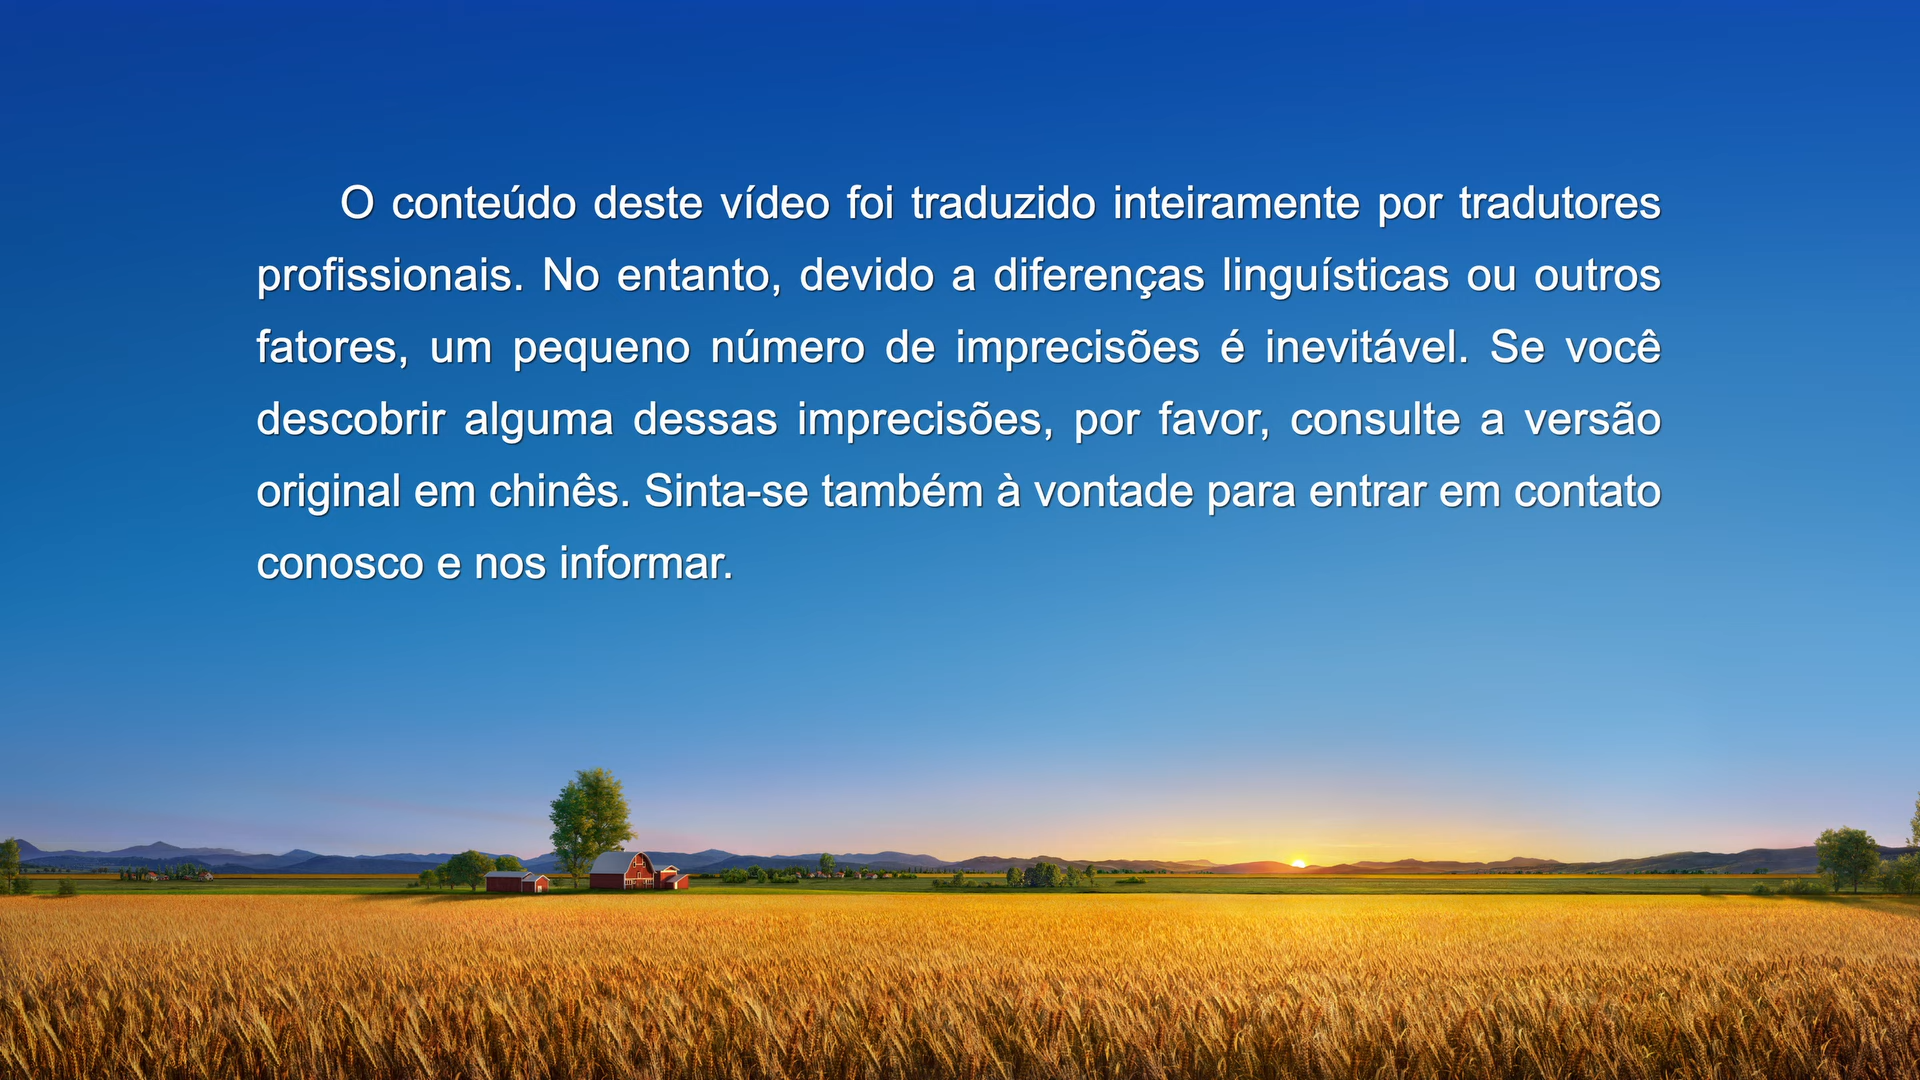 O conteúdo deste vídeo foi traduzido inteiramente por tradutores
profissionais. No entanto, devido a diferenças linguísticas ou outros
fatores, um pequeno número de imprecisões é inevitável. Se você
descobrir alguma dessas imprecisões, por favor, consulte a versão
original em chinês. Sinta-se também à vontade para entrar em contato
conosco e nos informar.